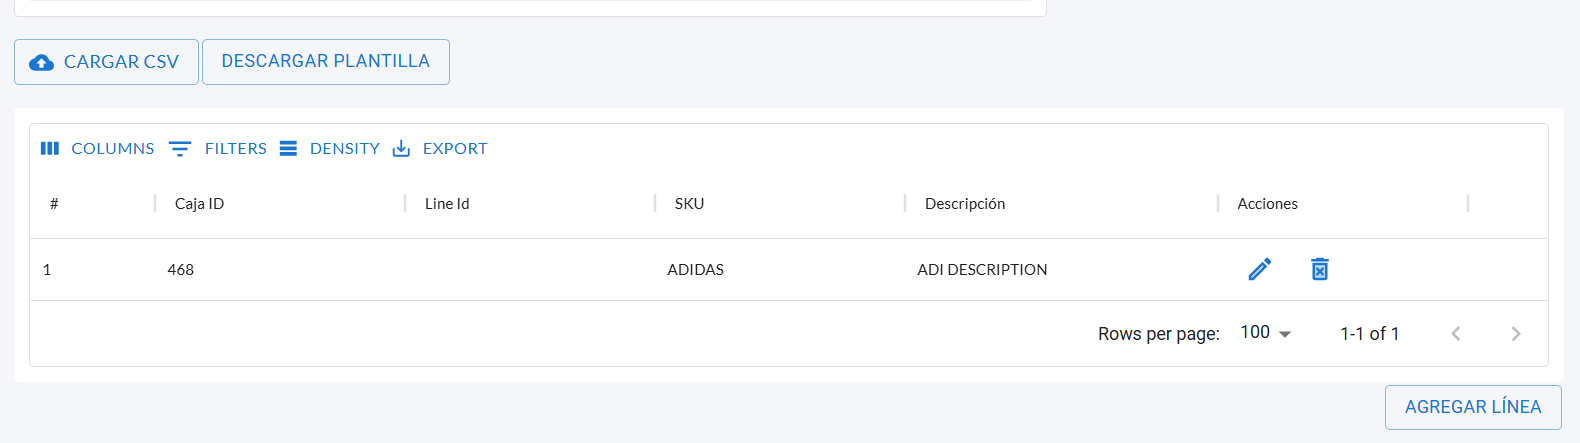 CARGAR CSV DESCARGAR PLANTILLA
COLUMNS FILTERS DENSITY EXPORT
# Caja ID Line Id SKU Descripción Acciones
1 468 ADIDAS ADI DESCRIPTION
Rows per page: 100 1-1 of 1
AGREGAR LÍNEA